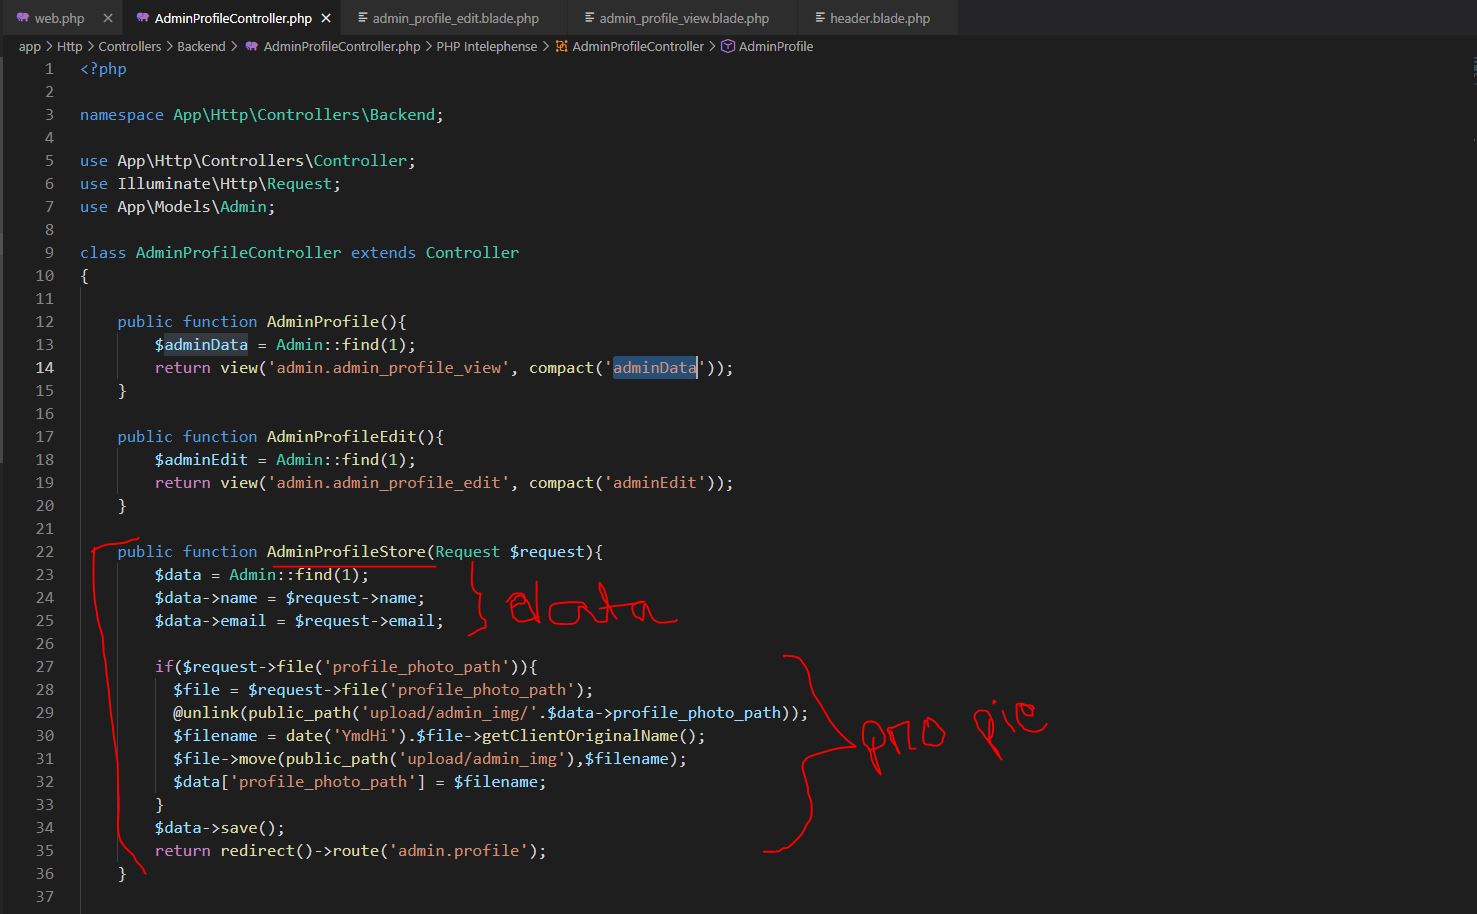 web.php AdminProfileController.php admin_profile_edit.blade.php admin_profile_view.blade.php header.blade.php
app > Http > Controllers > Backend > AdminProfileController.php > PHP Intelephense > AdminProfileController > AdminProfile
1 <?php
2
3 namespace App\Http\Controllers\Backend;
4
5 use App\Http\Controllers\Controller;
6 use Illuminate\Http\Request;
7 use App\Models\Admin;
8
9 class AdminProfileController extends Controller
10 {
11
12 public function AdminProfile(){
13 $adminData = Admin::find(1);
14 return view('admin.admin_profile_view', compact('adminData'));
15 }
16
17 public function AdminProfileEdit(){
18 $adminEdit = Admin::find(1);
19 return view('admin.admin_profile_edit', compact('adminEdit'));
20 }
21
22 public function AdminProfileStore(Request $request){
23 $data = Admin::find(1);
24 $data->name = $request->name;
25 $data->email = $request->email;
data
26
27 if($request->file('profile_photo_path')){
28 $file = $request->file('profile_photo_path');
29 @unlink(public_path('upload/admin_img/'.$data->profile_photo_path));
30 $filename = date('YmdHi').$file->getClientOriginalName();
pro pic
31 $file->move(public_path('upload/admin_img'),$filename);
32 $data['profile_photo_path'] = $filename;
33 }
34 $data->save();
35 return redirect()->route('admin.profile');
36 }
37